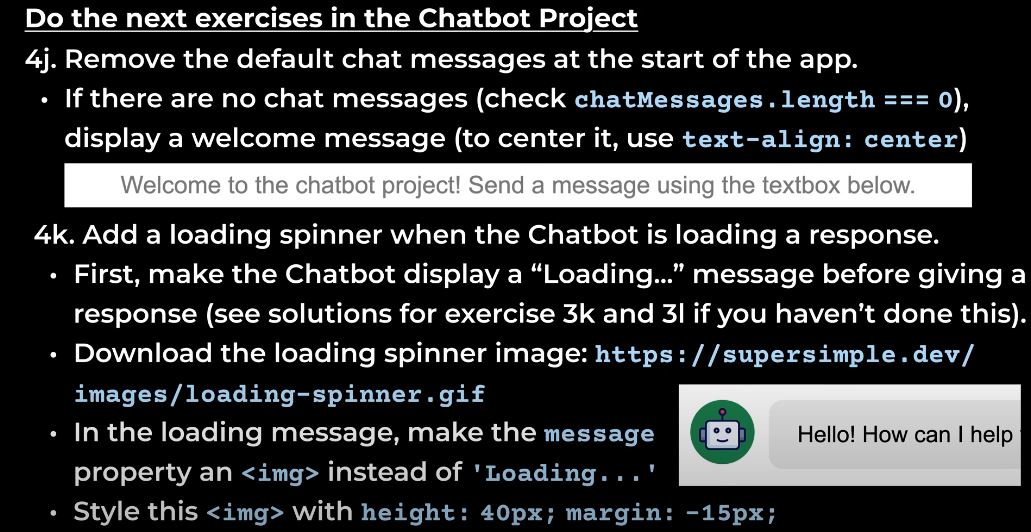 Do the next exercises in the Chatbot Project
4j. Remove the default chat messages at the start of the app.
• If there are no chat messages (check chatMessages.length === 0),
display a welcome message (to center it, use text-align: center)
Welcome to the chatbot project! Send a message using the textbox below.
4k. Add a loading spinner when the Chatbot is loading a response.
• First, make the Chatbot display a “Loading...” message before giving a
response (see solutions for exercise 3k and 3l if you haven’t done this).
• Download the loading spinner image: https://supersimple.dev/
images/loading-spinner.gif
• In the loading message, make the message
property an <img> instead of 'Loading...'
Hello! How can I help
• Style this <img> with height: 40px; margin: -15px;